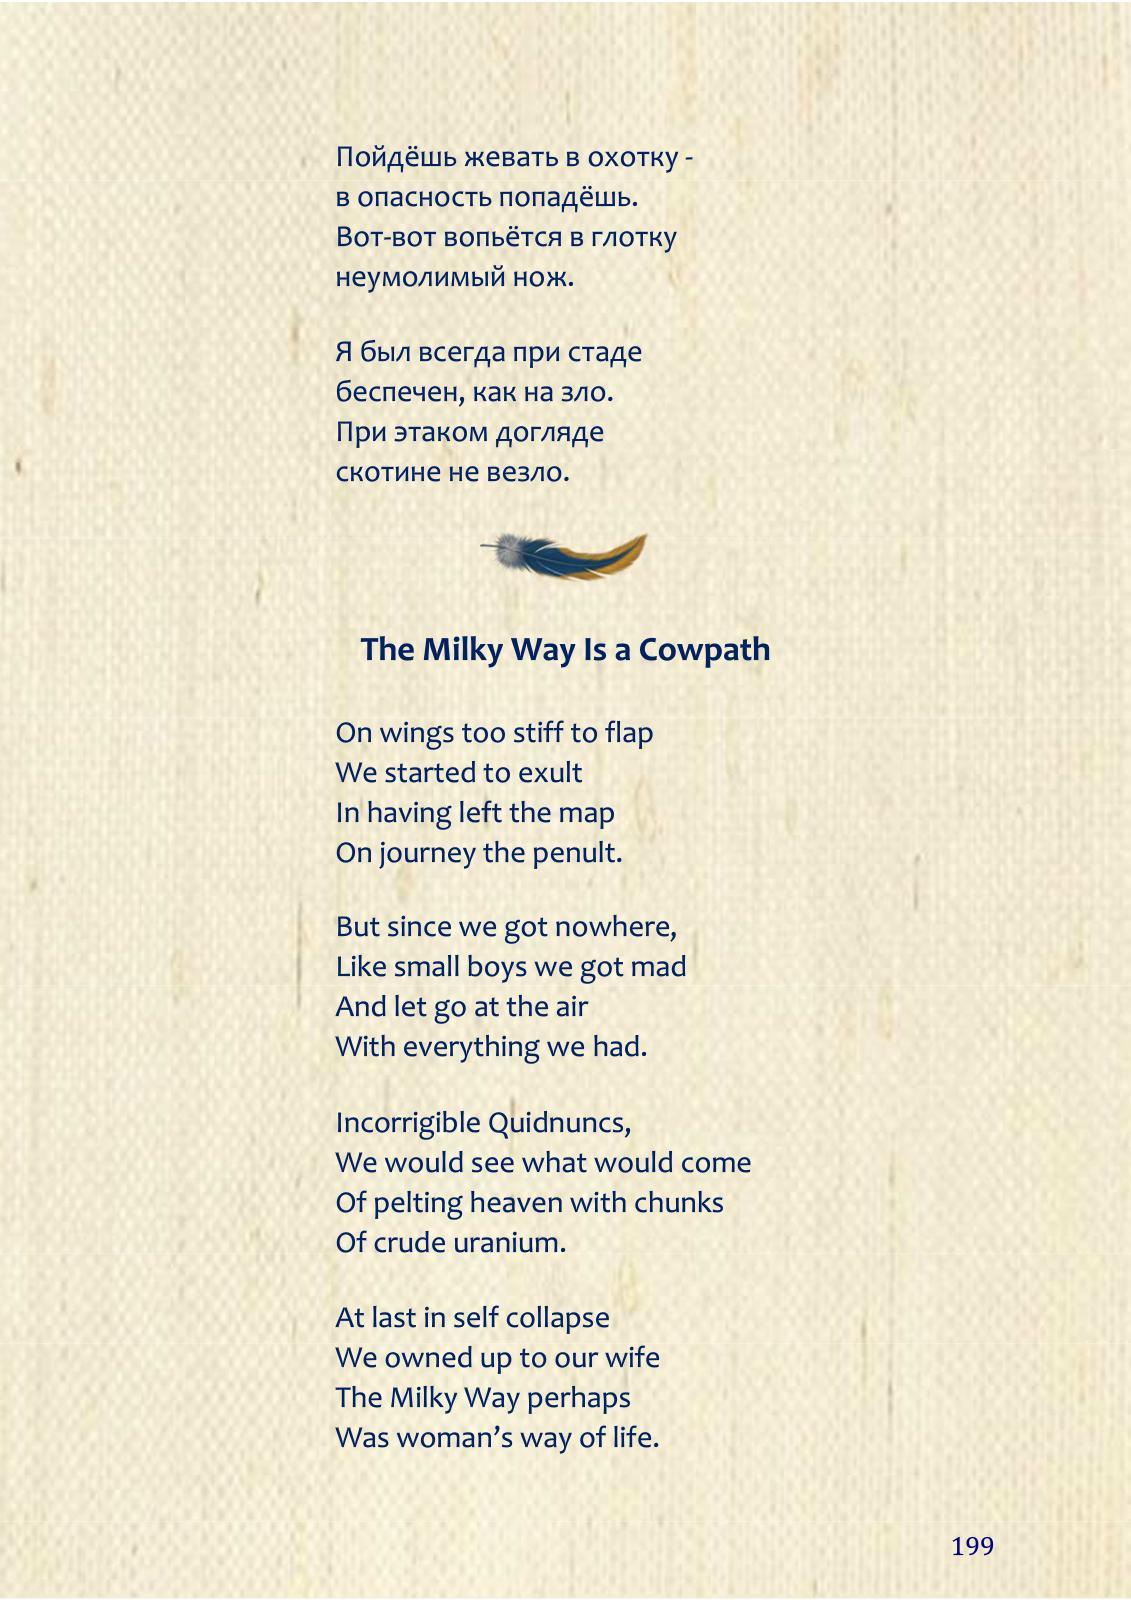 Пойдёшь жевать в охотку -
в опасность попадёшь.
Вот-вот вопьётся в глотку
неумолимый нож.
Я был всегда при стаде
беспечен, как на зло.
При этаком догляде
скотине не везло.
The Milky Way Is a Cowpath
On wings too stiff to flap
We started to exult
In having left the map
On journey the penult.
But since we got nowhere,
Like small boys we got mad
And let go at the air
With everything we had.
Incorrigible Quidnuncs,
We would see what would come
Of pelting heaven with chunks
Of crude uranium.
At last in self collapse
We owned up to our wife
The Milky Way perhaps
Was woman’s way of life.
199